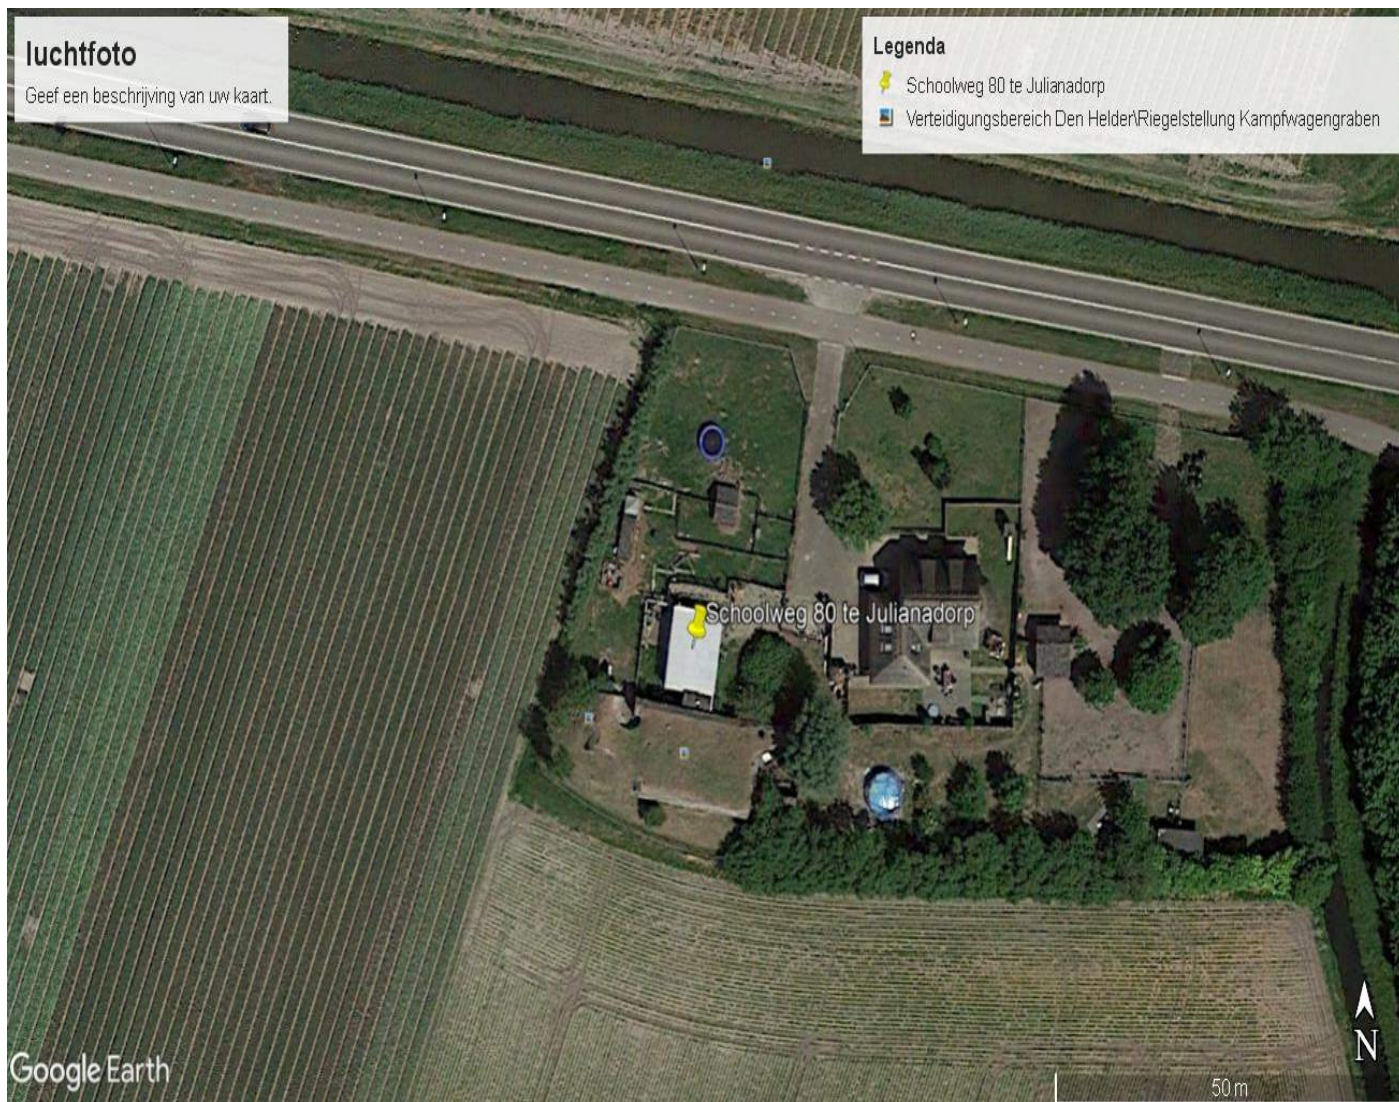 luchtfoto
Geef een beschrijving van uw kaart.
Legenda
Schoolweg 80 te Julianadorp
Verteidigungsbereich Den Helder\Riegelstellung Kampfwagengraben
Schoolweg 80 te Julianadorp
Google Earth
N
50 m